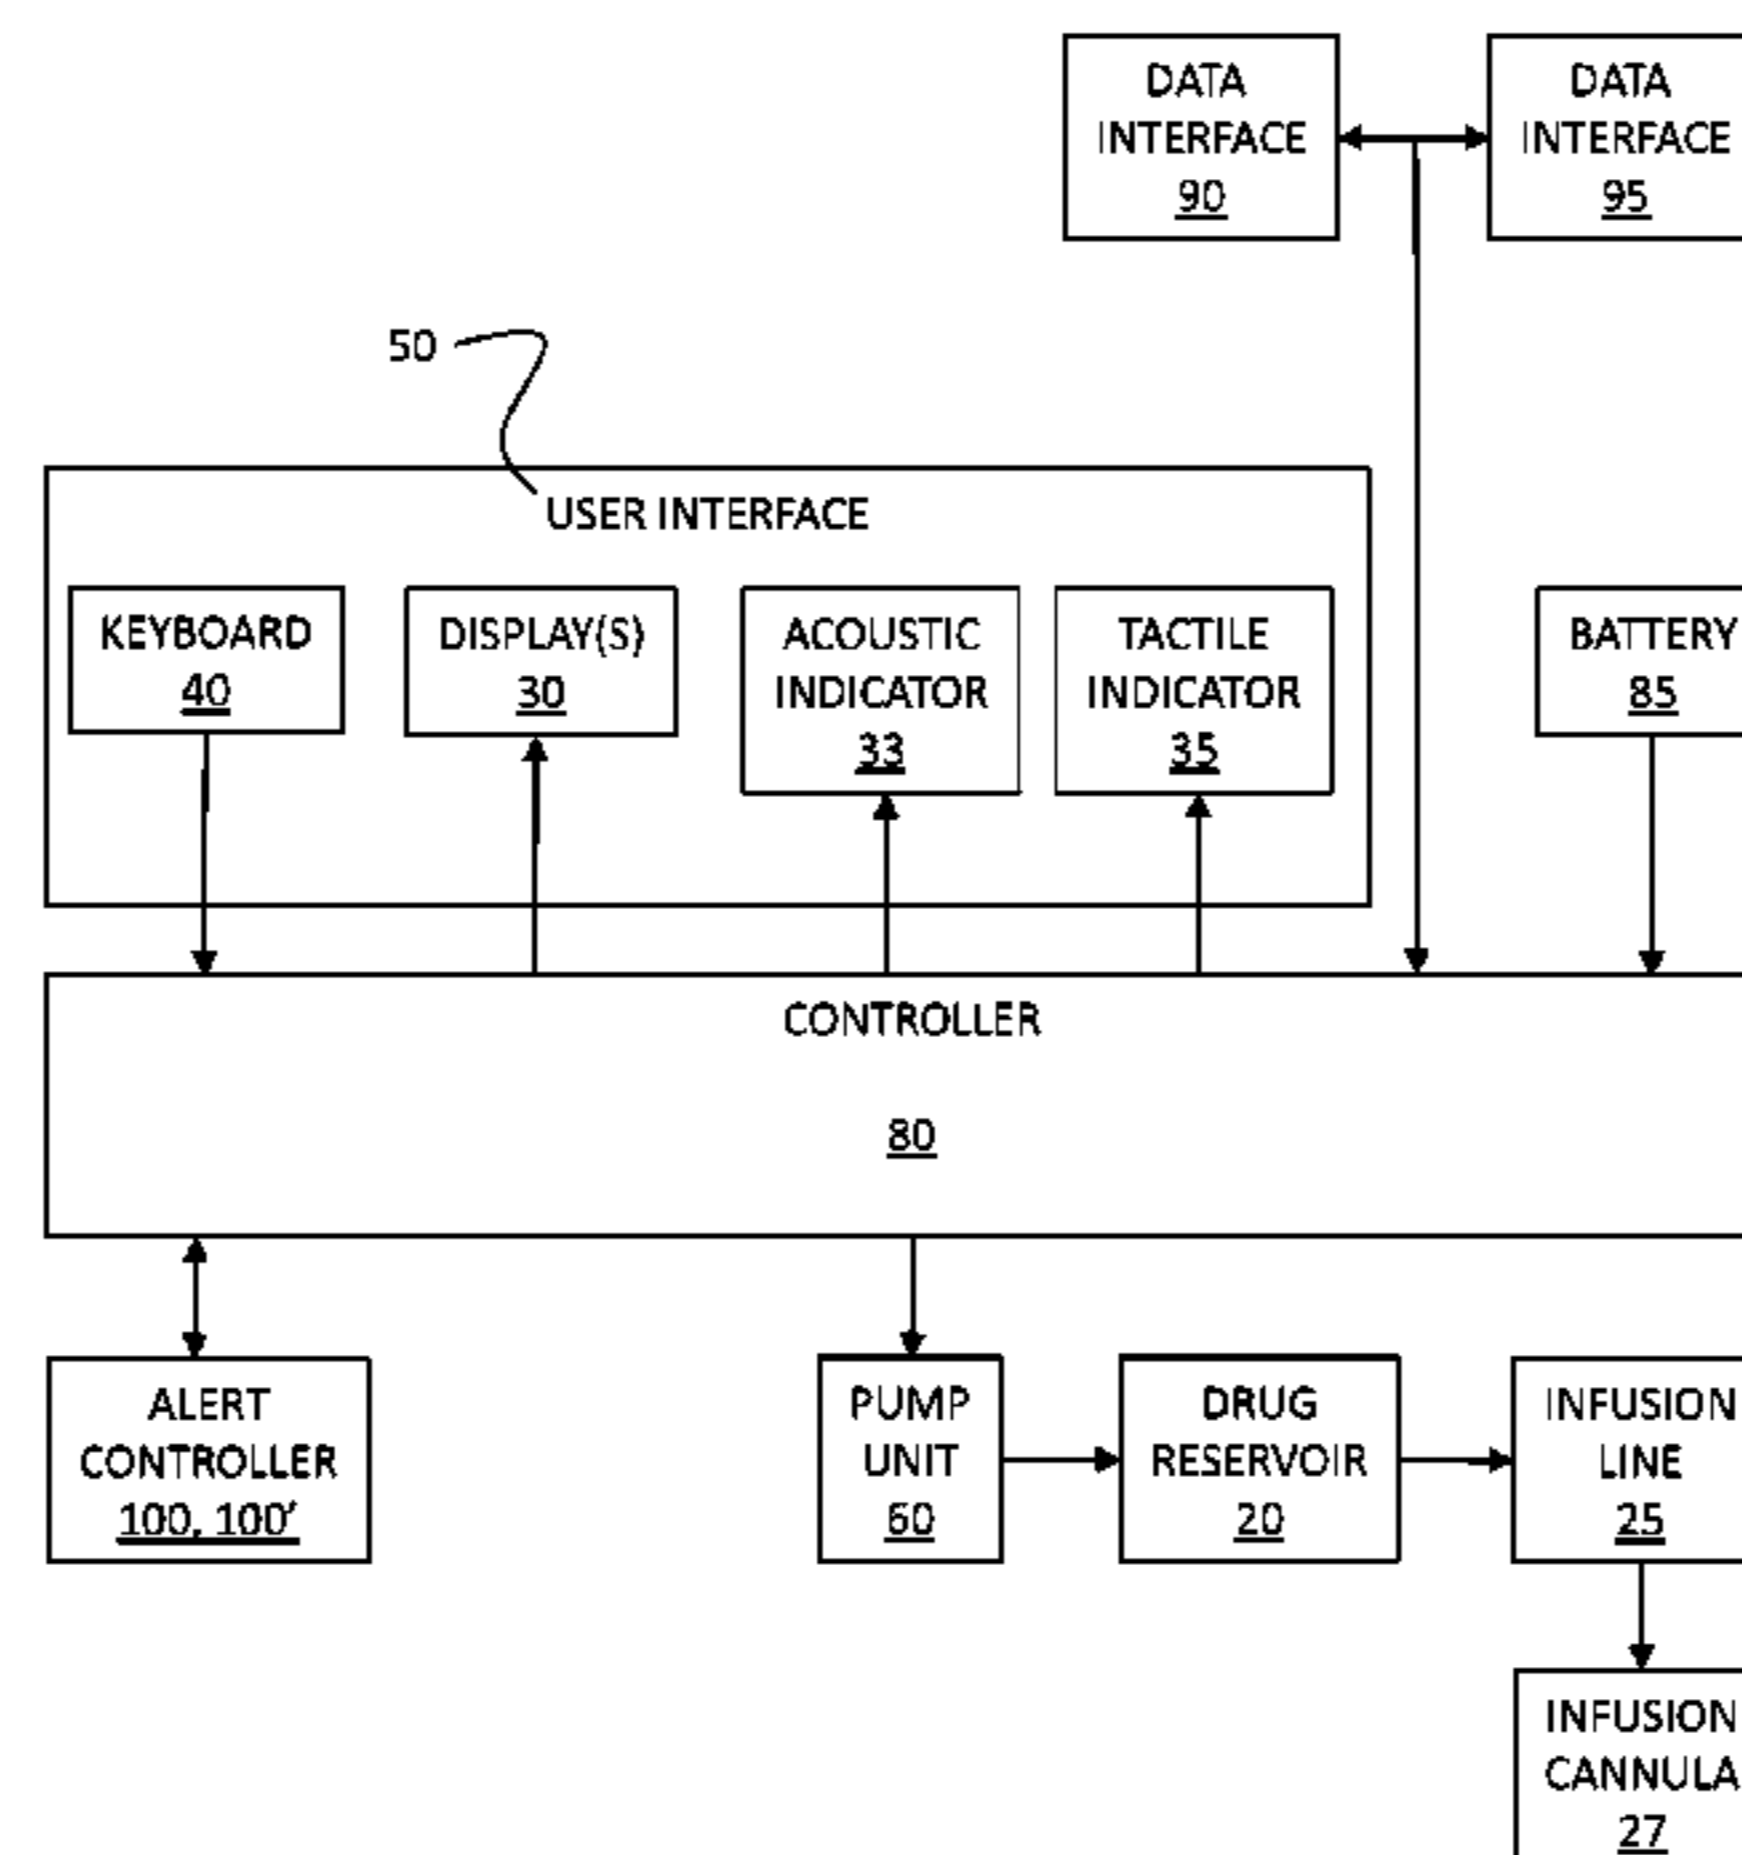 DATA
INTERFACE
90
DATA
INTERFACE
95
50
USER INTERFACE
KEYBOARD
40
DISPLAY(S)
30
ACOUSTIC
INDICATOR
33
TACTILE
INDICATOR
35
BATTERY
85
CONTROLLER
80
ALERT
CONTROLLER
100, 100'
PUMP
UNIT
60
DRUG
RESERVOIR
20
INFUSION
LINE
25
INFUSION
CANNULA
27